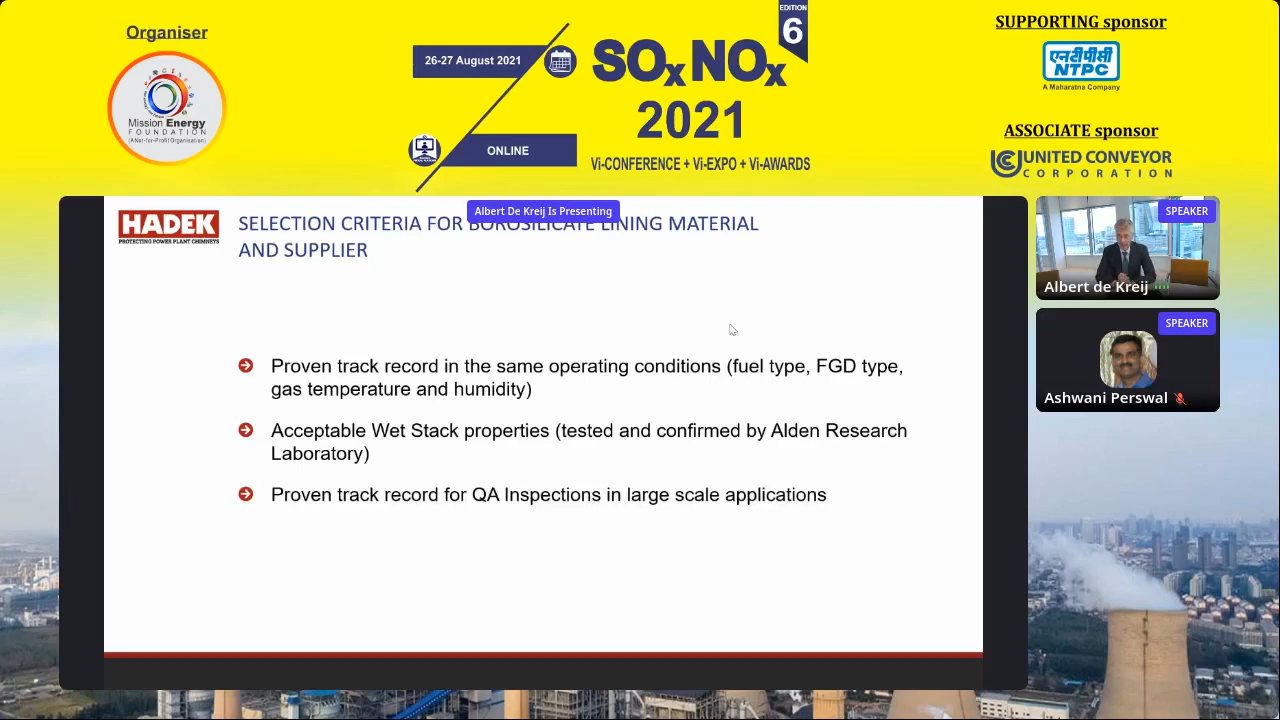 Organiser
Mission Energy
FOUNDATION
(A Not-for-Profit Organisation)
26-27 August 2021
ONLINE
EDITION
6
SOx NOx
2021
Vi-CONFERENCE + Vi-EXPO + Vi-AWARDS
SUPPORTING sponsor
एनटीपीसी
NTPC
A Maharatna Company
ASSOCIATE sponsor
UNITED CONVEYOR
CORPORATION
Albert De Kreij Is Presenting
HADEK
PROTECTING POWER PLANT CHIMNEYS
SELECTION CRITERIA FOR BOROSILICATE LINING MATERIAL
AND SUPPLIER
Proven track record in the same operating conditions (fuel type, FGD type,
gas temperature and humidity)
Acceptable Wet Stack properties (tested and confirmed by Alden Research
Laboratory)
Proven track record for QA Inspections in large scale applications
SPEAKER
Albert de Kreij
SPEAKER
Ashwani Perswal